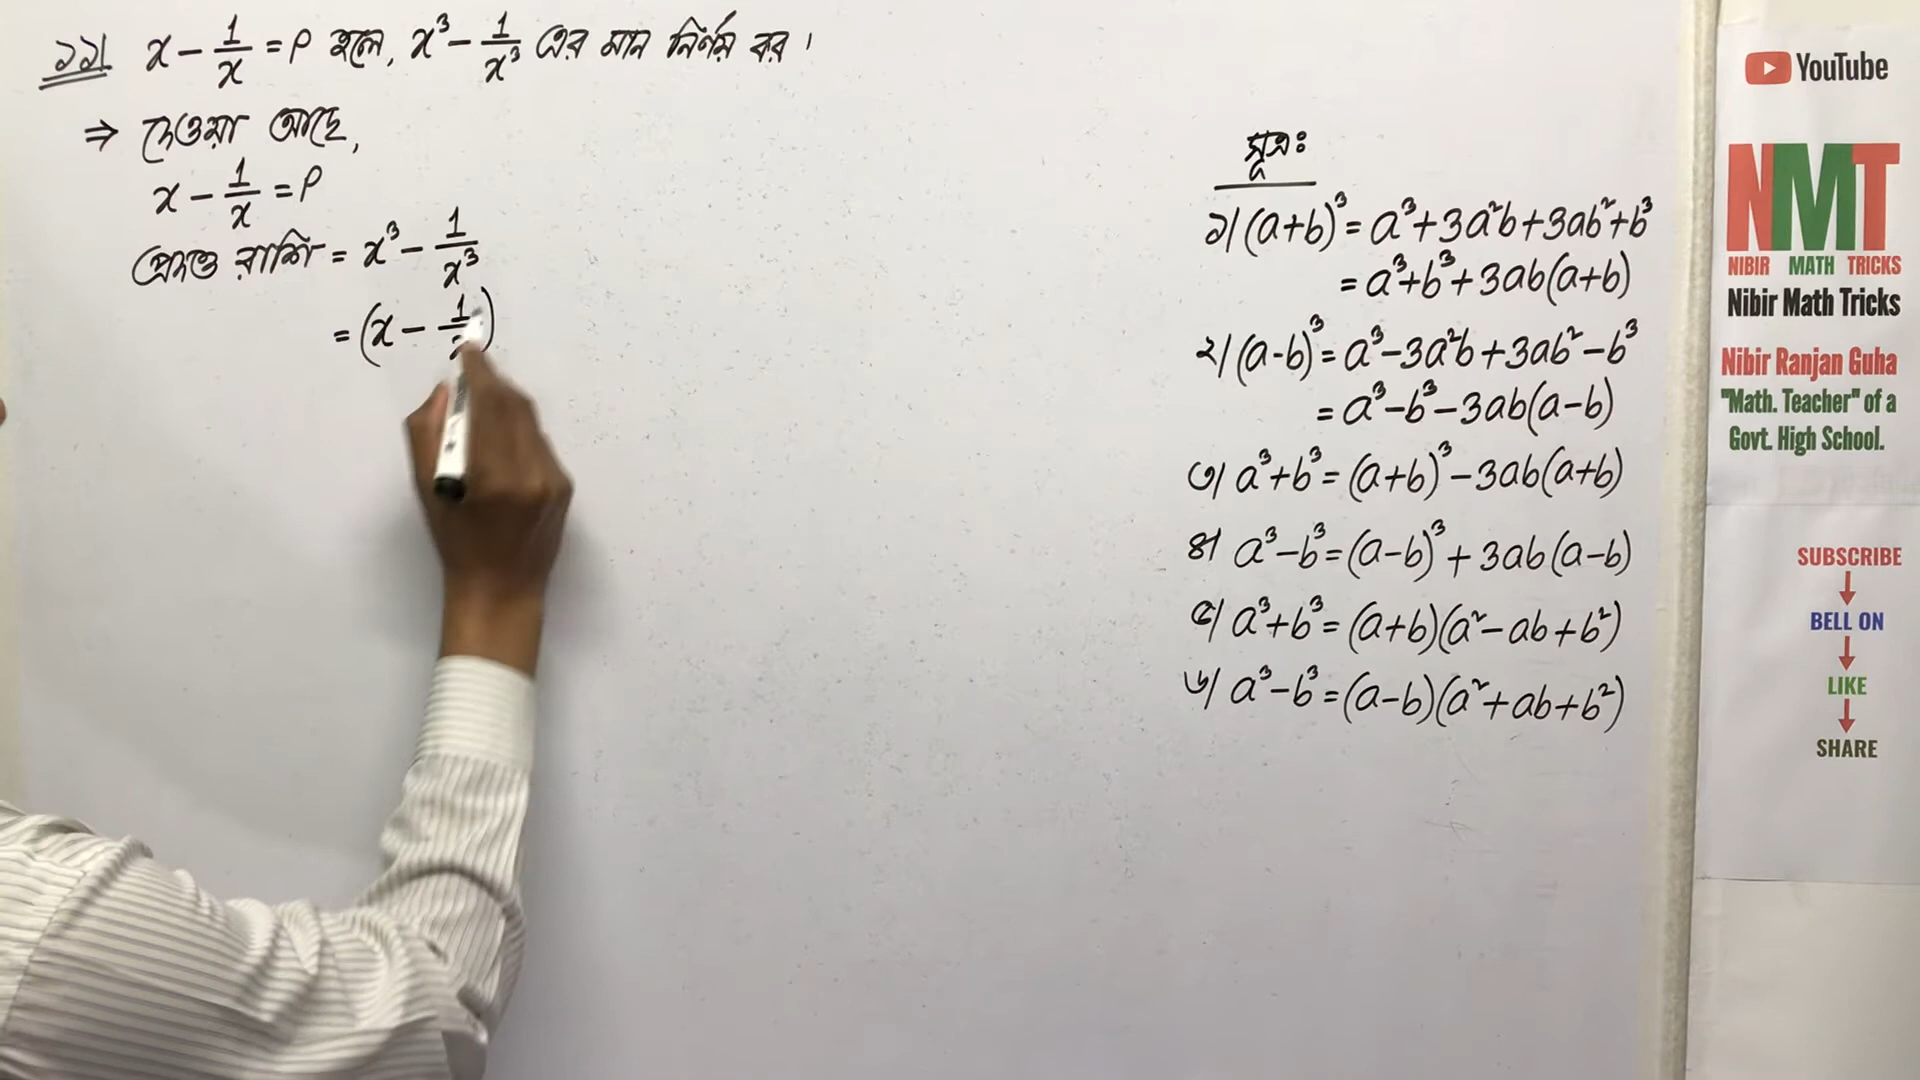 ১১। x - 1/x = P হলে, x³ - 1/x³ এর মান নির্ণয় কর।
⇒ দেওয়া আছে,
x - 1/x = P
প্রদত্ত রাশি = x³ - 1/x³
= (x - 1/x)
সূত্রঃ
১। (a+b)³ = a³+3a²b+3ab²+b³
= a³+b³+3ab(a+b)
২। (a-b)³ = a³-3a²b+3ab²-b³
= a³-b³-3ab(a-b)
৩। a³+b³ = (a+b)³-3ab(a+b)
৪। a³-b³ = (a-b)³+3ab(a-b)
৫। a³+b³ = (a+b)(a²-ab+b²)
৬। a³-b³ = (a-b)(a²+ab+b²)
YouTube
NMT
NIBIR MATH TRICKS
Nibir Math Tricks
Nibir Ranjan Guha
"Math. Teacher" of a
Govt. High School.
SUBSCRIBE
↓
BELL ON
↓
LIKE
↓
SHARE